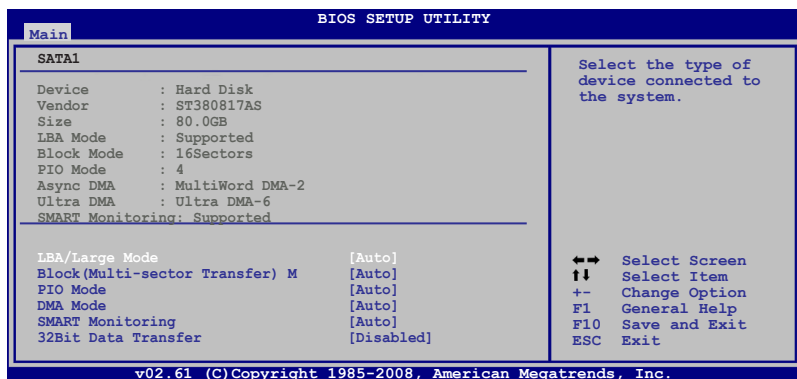 BIOS SETUP UTILITY
Main
SATA1
Device : Hard Disk
Vendor : ST380817AS
Size : 80.0GB
LBA Mode : Supported
Block Mode : 16Sectors
PIO Mode : 4
Async DMA : MultiWord DMA-2
Ultra DMA : Ultra DMA-6
SMART Monitoring: Supported
LBA/Large Mode [Auto]
Block(Multi-sector Transfer) M [Auto]
PIO Mode [Auto]
DMA Mode [Auto]
SMART Monitoring [Auto]
32Bit Data Transfer [Disabled]
Select the type of
device connected to
the system.
←→ Select Screen
↑↓ Select Item
+- Change Option
F1 General Help
F10 Save and Exit
ESC Exit
v02.61 (C)Copyright 1985-2008, American Megatrends, Inc.